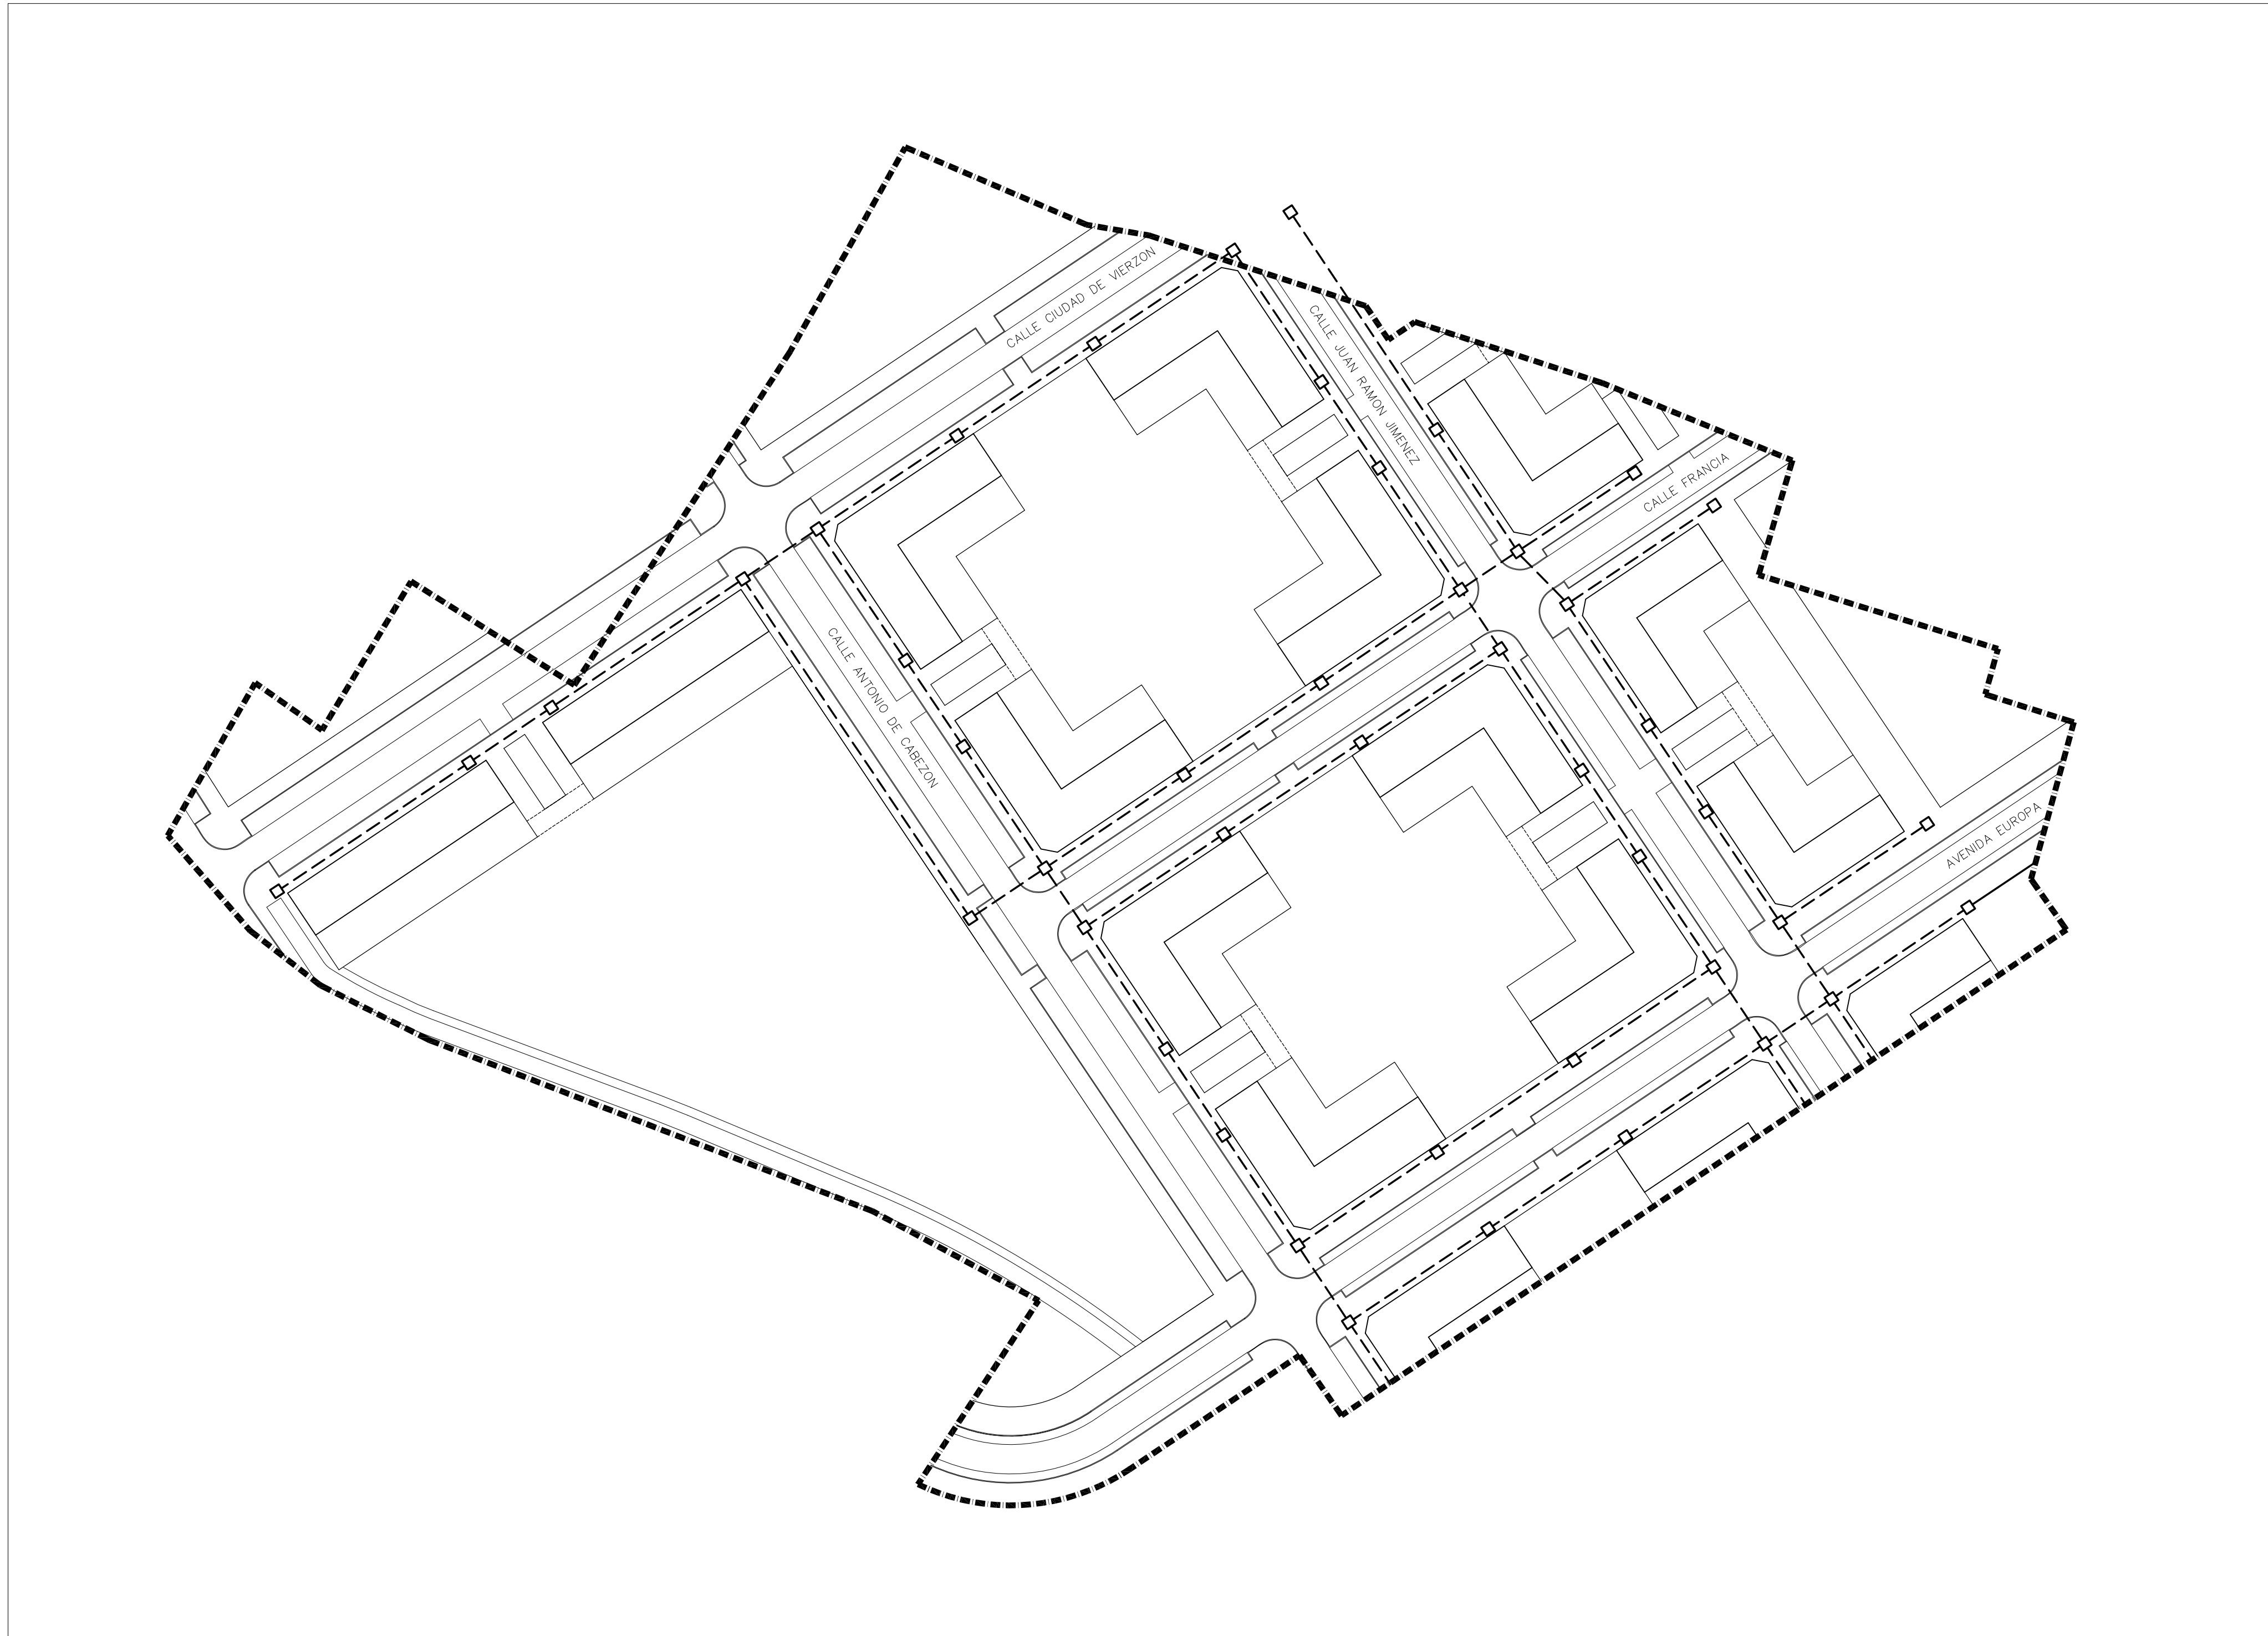 CALLE CIUDAD DE VIERZON
CALLE JUAN RAMON JIMENEZ
CALLE FRANCIA
CALLE ANTONIO DE CABEZON
AVENIDA EUROPA